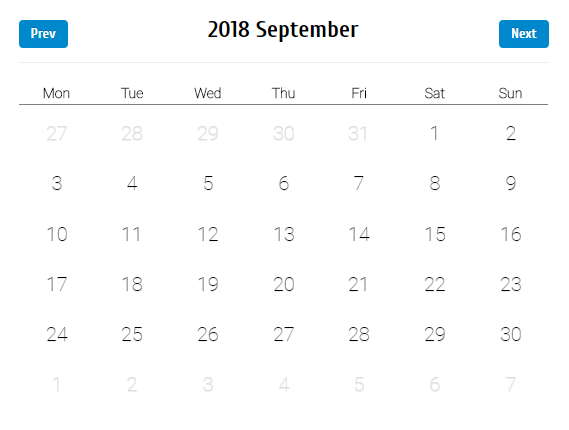 Prev 2018 September Next
Mon Tue Wed Thu Fri Sat Sun
27 28 29 30 31 1 2
3 4 5 6 7 8 9
10 11 12 13 14 15 16
17 18 19 20 21 22 23
24 25 26 27 28 29 30
1 2 3 4 5 6 7